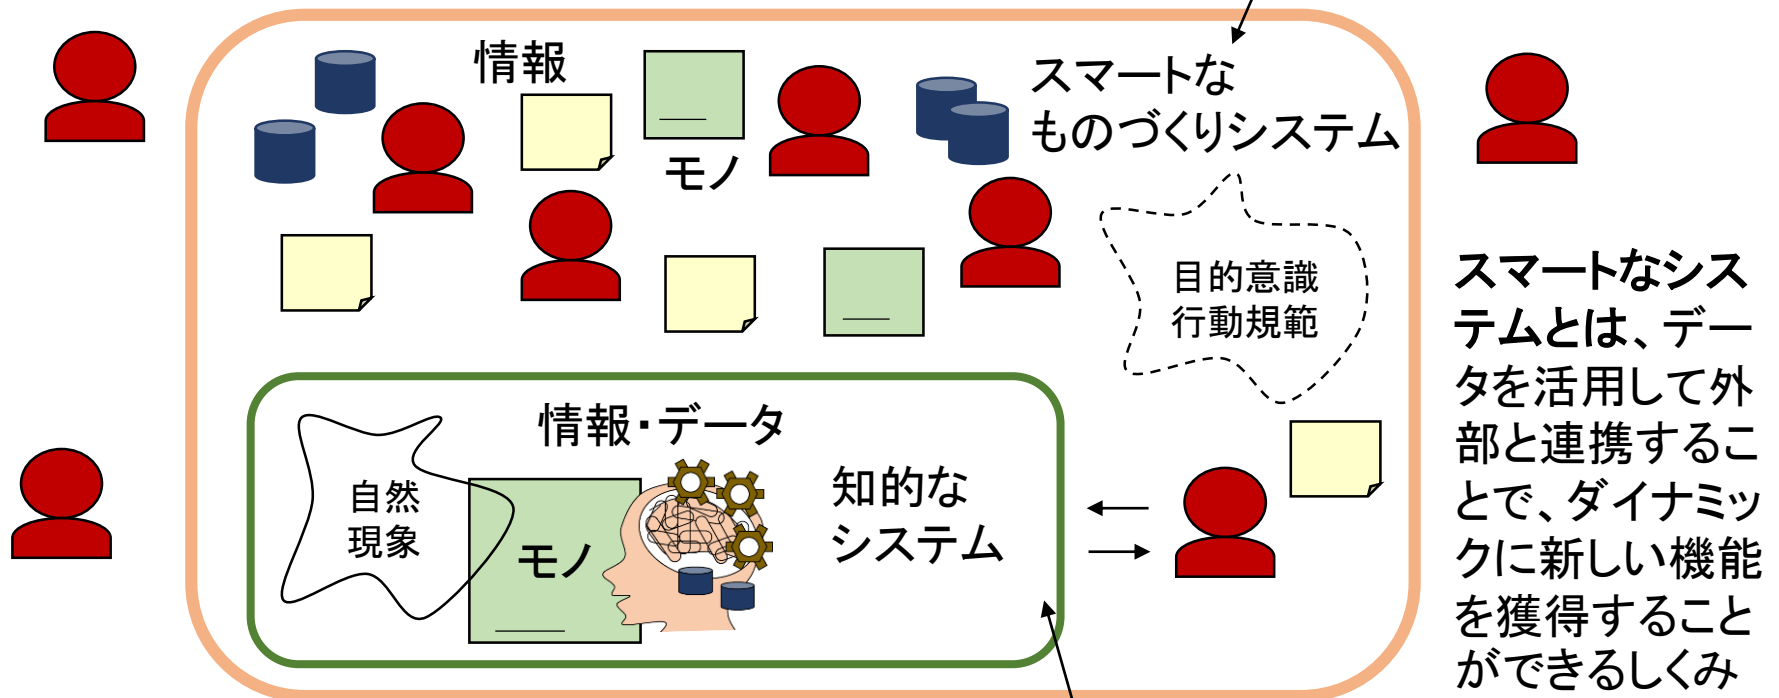 情報
スマートな
ものづくりシステム
モノ
目的意識
行動規範
情報・データ
自然
現象
モノ
知的な
システム
スマートなシス
テムとは、デー
タを活用して外
部と連携するこ
とで、ダイナミッ
クに新しい機能
を獲得すること
ができるしくみ